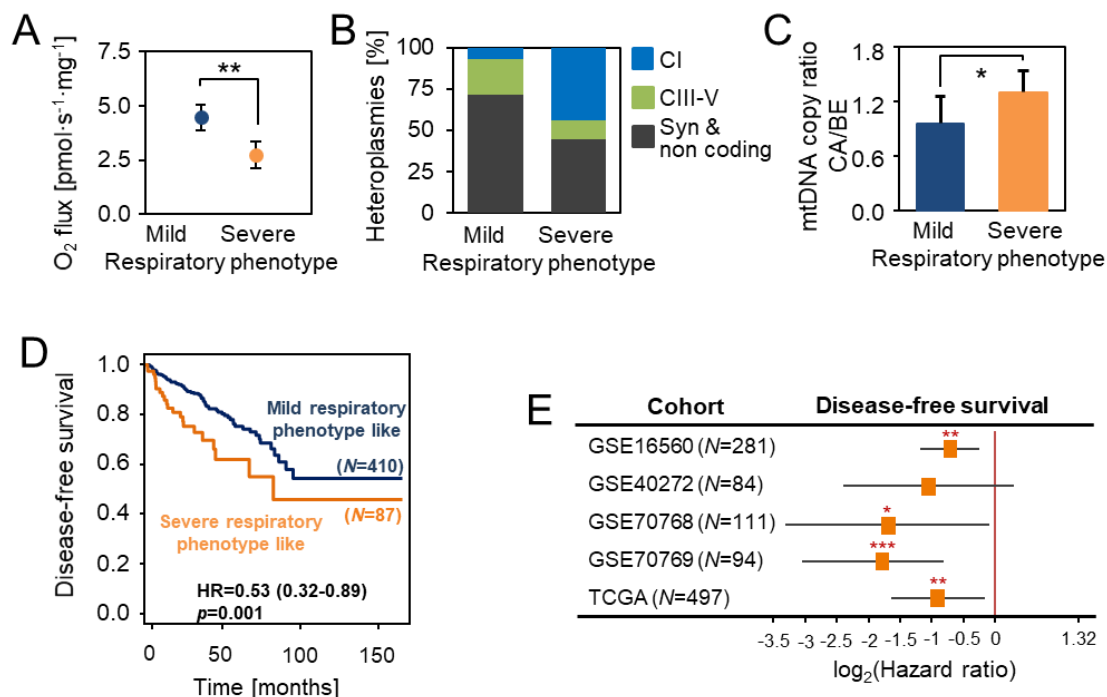 A
O₂ flux [pmol·s⁻¹·mg⁻¹]
7.5
5.0
2.5
0.0
**
Mild Severe
Respiratory phenotype
B
Heteroplasmies [%]
100
75
50
25
0
CI
CIII-V
Syn &
non coding
Mild Severe
Respiratory phenotype
C
mtDNA copy ratio
CA/BE
1.8
1.2
0.6
0
*
Mild Severe
Respiratory phenotype
D
Disease-free survival
1.0
0.8
0.6
0.4
0.2
0.0
Mild respiratory
phenotype like
(N=410)
(N=87)
Severe respiratory
phenotype like
HR=0.53 (0.32-0.89)
p=0.001
0 50 100 150
Time [months]
E
Cohort Disease-free survival
GSE16560 (N=281) **
GSE40272 (N=84)
GSE70768 (N=111) *
GSE70769 (N=94) ***
TCGA (N=497) **
-3.5 -3 -2.5 -2 -1.5 -1 -0.5 0 1.32
log₂(Hazard ratio)